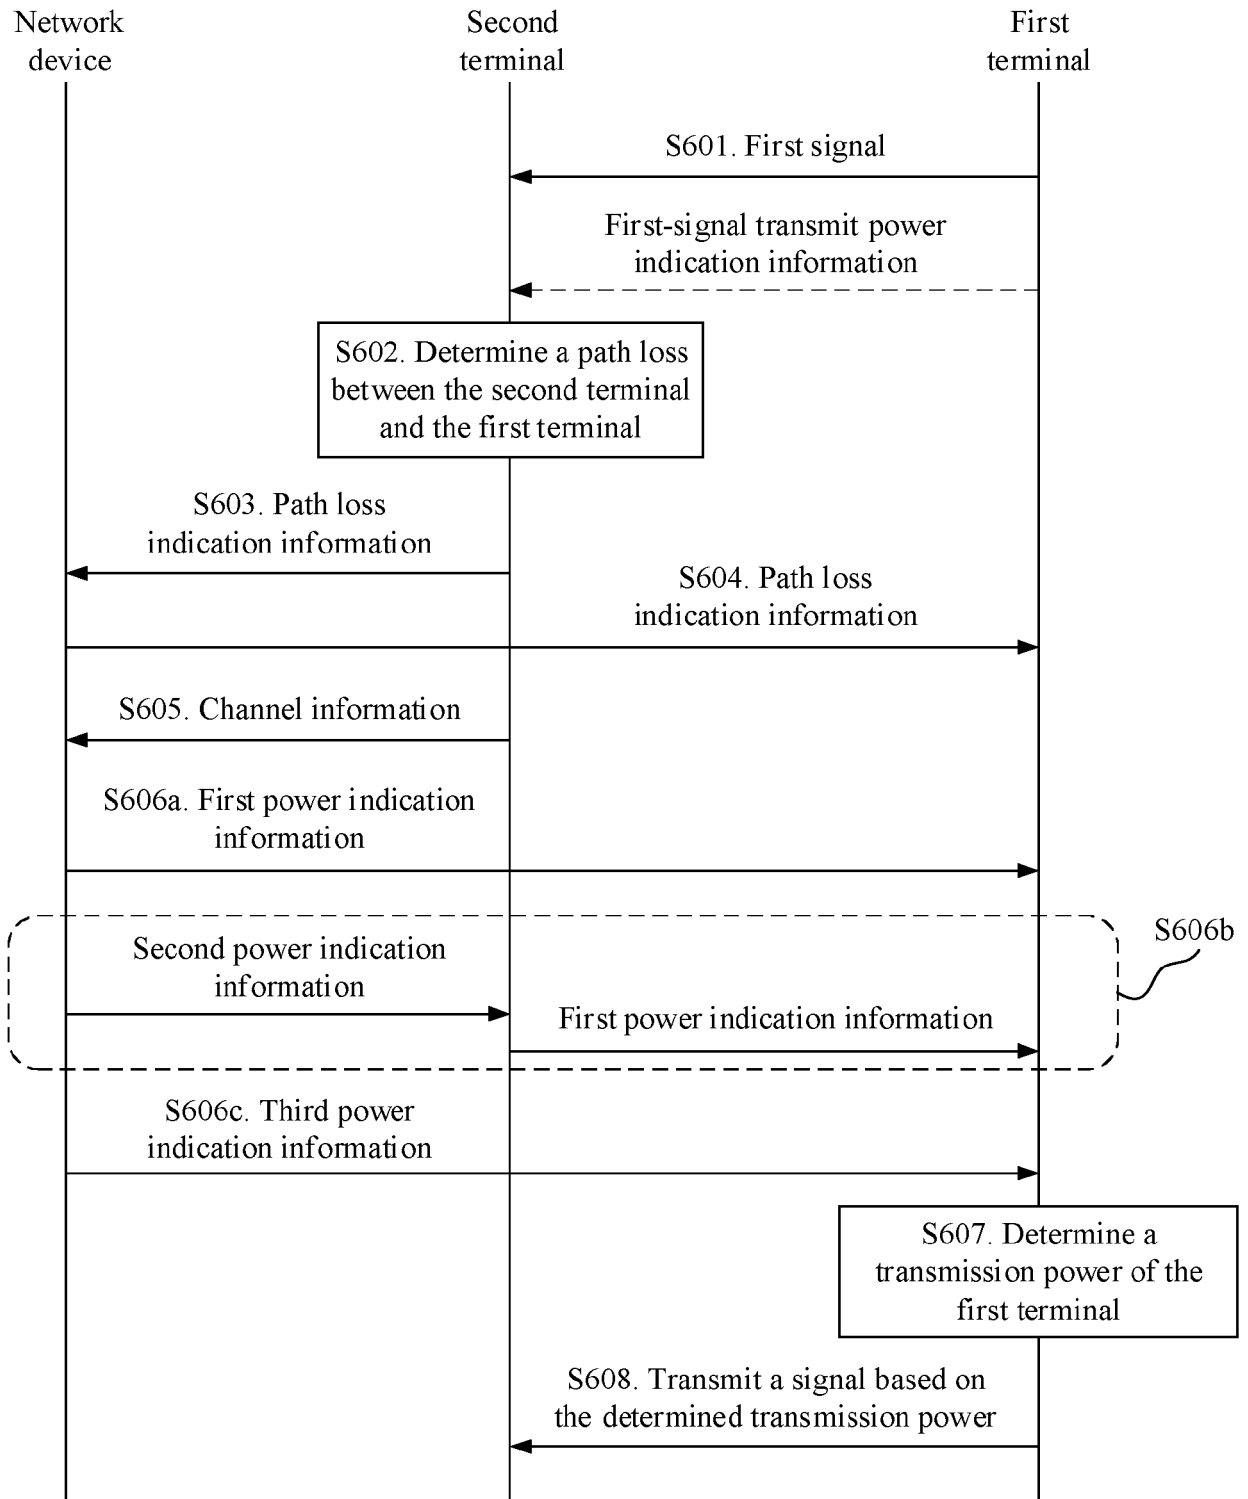 Network
device
Second
terminal
First
terminal
S601. First signal
First-signal transmit power
indication information
S602. Determine a path loss
between the second terminal
and the first terminal
S603. Path loss
indication information
S604. Path loss
indication information
S605. Channel information
S606a. First power indication
information
S606b
Second power indication
information
First power indication information
S606c. Third power
indication information
S607. Determine a
transmission power of the
first terminal
S608. Transmit a signal based on
the determined transmission power